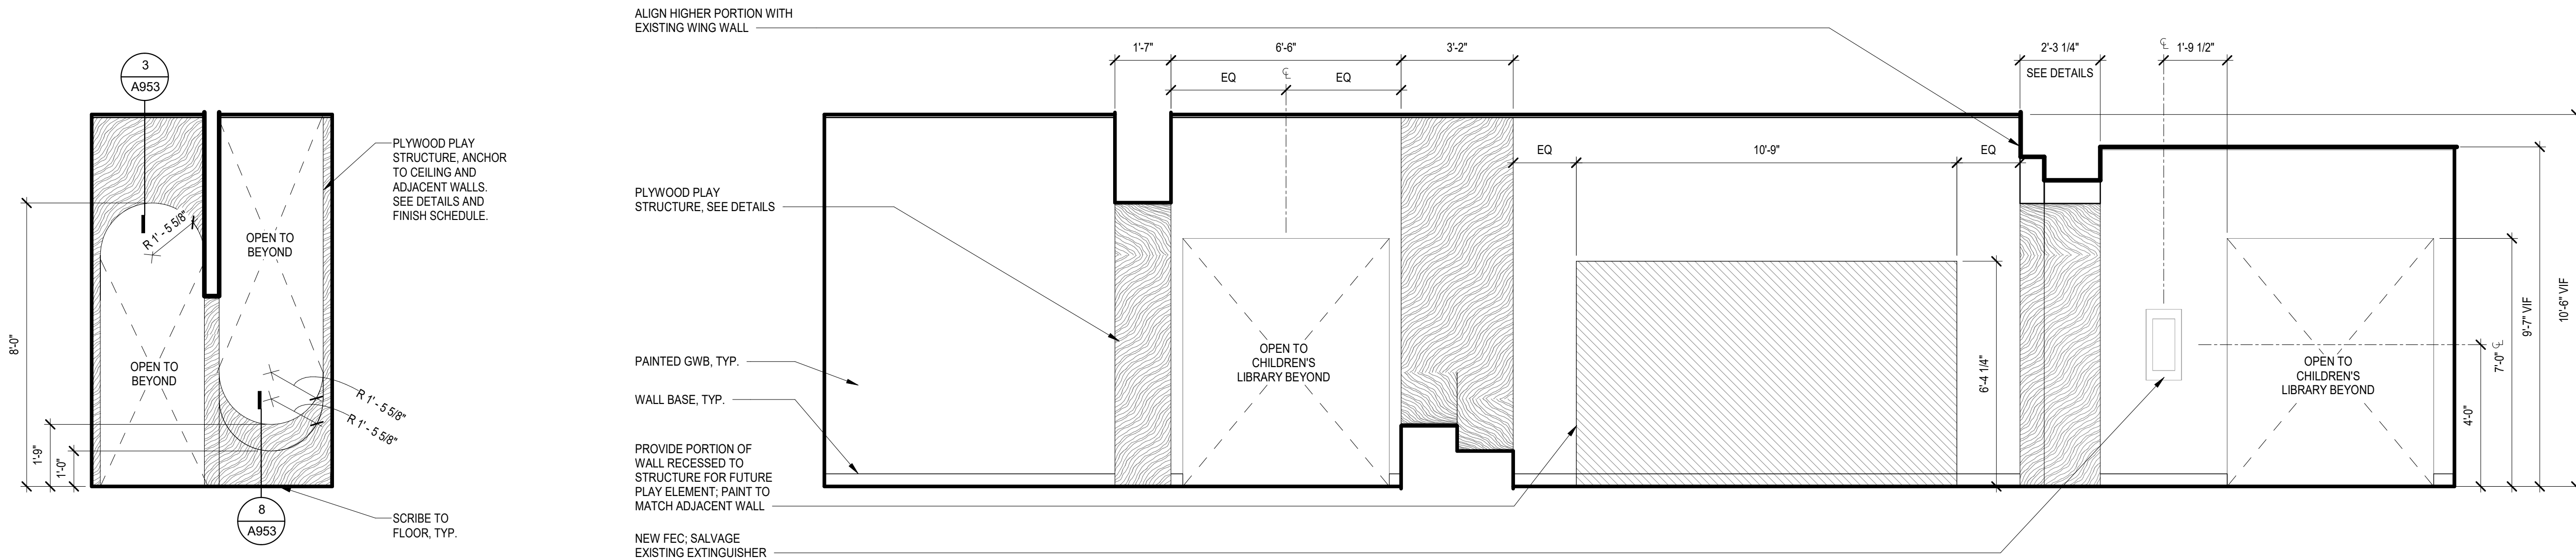 3
A953
PLYWOOD PLAY
STRUCTURE, ANCHOR
TO CEILING AND
ADJACENT WALLS.
SEE DETAILS AND
FINISH SCHEDULE.
R 1' - 5 5/8"
OPEN TO
BEYOND
8'-0"
OPEN TO
BEYOND
R 1' - 5 5/8"
R 1' - 5 5/8"
1'-9"
1'-0"
8
A953
SCRIBE TO
FLOOR, TYP.
ALIGN HIGHER PORTION WITH
EXISTING WING WALL
1'-7"
6'-6"
3'-2"
EQ
℄
EQ
2'-3 1/4"
SEE DETAILS
℄
1'-9 1/2"
EQ
10'-9"
EQ
PLYWOOD PLAY
STRUCTURE, SEE DETAILS
PAINTED GWB, TYP.
WALL BASE, TYP.
PROVIDE PORTION OF
WALL RECESSED TO
STRUCTURE FOR FUTURE
PLAY ELEMENT; PAINT TO
MATCH ADJACENT WALL
NEW FEC; SALVAGE
EXISTING EXTINGUISHER
OPEN TO
CHILDREN'S
LIBRARY BEYOND
6'-4 1/4"
OPEN TO
CHILDREN'S
LIBRARY BEYOND
4'-0"
7'-0" ℄
9'-7" VIF
10'-6" VIF